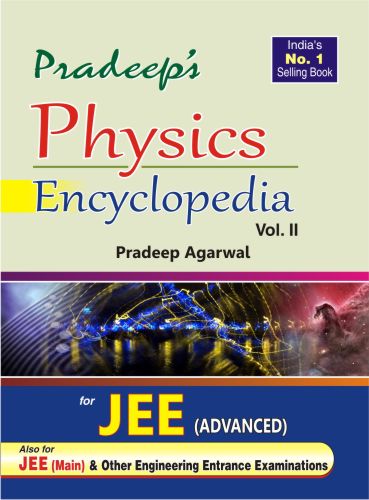 India's
No. 1
Selling Book
Pradeep's
Physics
Encyclopedia
Vol. II
Pradeep Agarwal
for JEE (ADVANCED)
Also for
JEE (Main) & Other Engineering Entrance Examinations